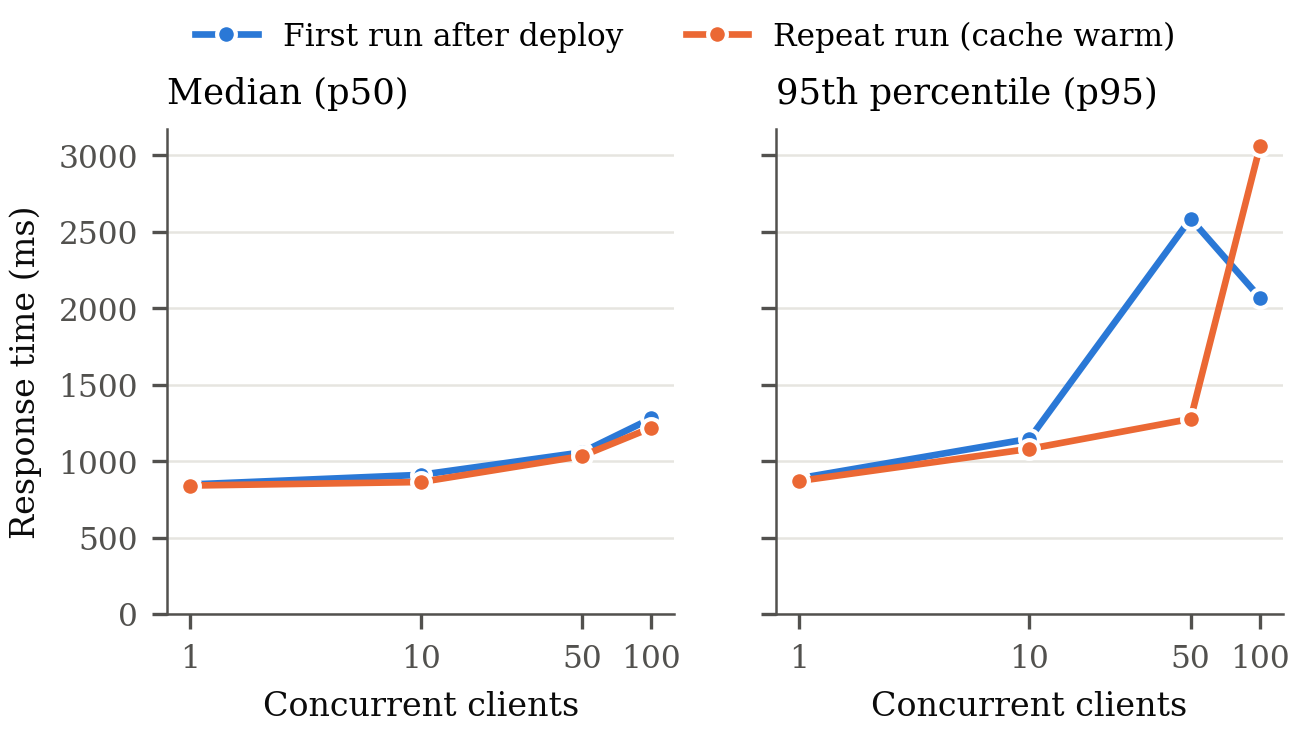 First run after deploy
Repeat run (cache warm)
Median (p50)
95th percentile (p95)
Response time (ms)
3000
2500
2000
1500
1000
500
0
1 10 50 100
1 10 50 100
Concurrent clients
Concurrent clients